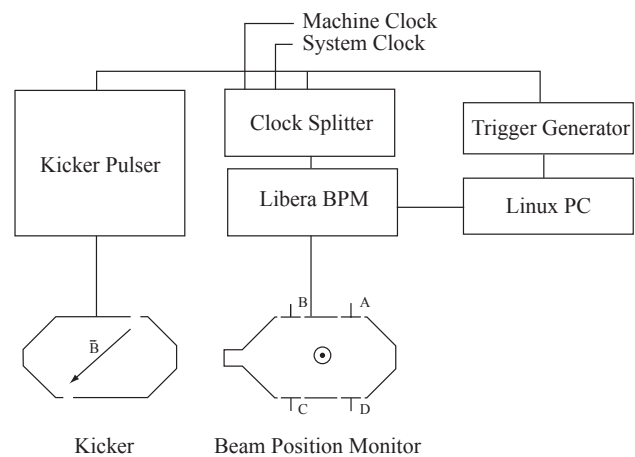 Machine Clock
System Clock
Clock Splitter
Trigger Generator
Kicker Pulser
Libera BPM
Linux PC
B A
B̄
C D
Kicker
Beam Position Monitor